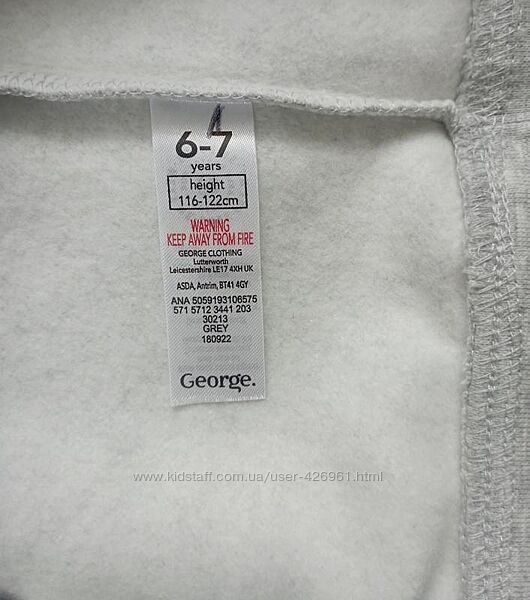 6-7
years
height
116-122cm
WARNING
KEEP AWAY FROM FIRE
GEORGE CLOTHING
Lutterworth
Leicestershire LE17 4XH UK
ASDA, Antrim, BT41 4GY
ANA 5059193106575
571 5712 3441 203
30213
GREY
180922
George.
www.kidstaff.com.ua/user-426961.html